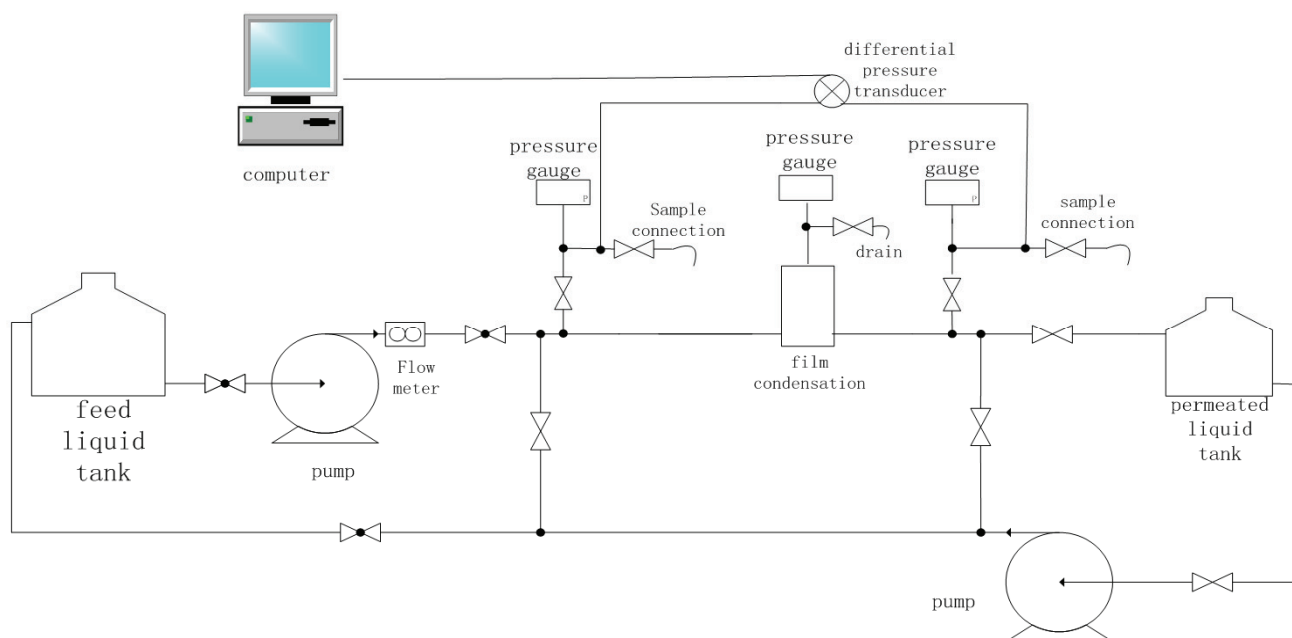 differential
pressure
transducer
computer
pressure
gauge
P
pressure
gauge
pressure
gauge
P
Sample
connection
drain
sample
connection
Flow
meter
film
condensation
feed
liquid
tank
pump
permeated
liquid
tank
pump